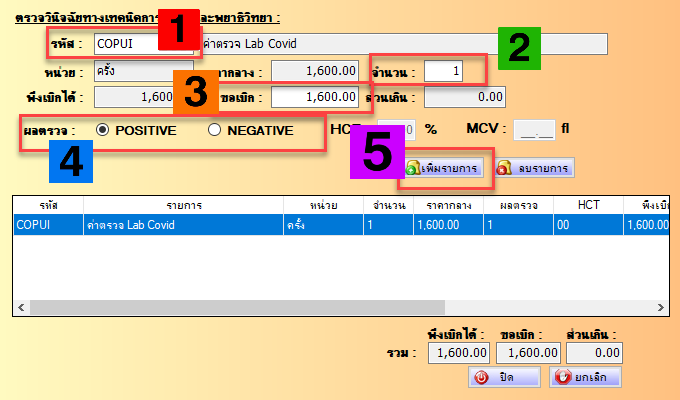 ตรวจวินิจฉัยทางเทคนิคการ 1 ละพยาธิวิทยา :
รหัส : COPUI ค่าตรวจ Lab Covid
หน่วย : ครั้ง ากลาง : 1,600.00 จำนวน : 1 2
พึงเบิกได้ : 1,60 3 ขอเบิก : 1,600.00 ส่วนเกิน : 0.00
ผลตรวจ : POSITIVE NEGATIVE HC 0 % MCV : __.__ fl
4 5 เพิ่มรายการ ลบรายการ
รหัส รายการ หน่วย จำนวน ราคากลาง ผลตรวจ HCT พึงเบิ
COPUI ค่าตรวจ Lab Covid ครั้ง 1 1,600.00 1 00 1,600.00
พึงเบิกได้ : ขอเบิก : ส่วนเกิน :
รวม : 1,600.00 1,600.00 0.00
ปิด ยกเลิก